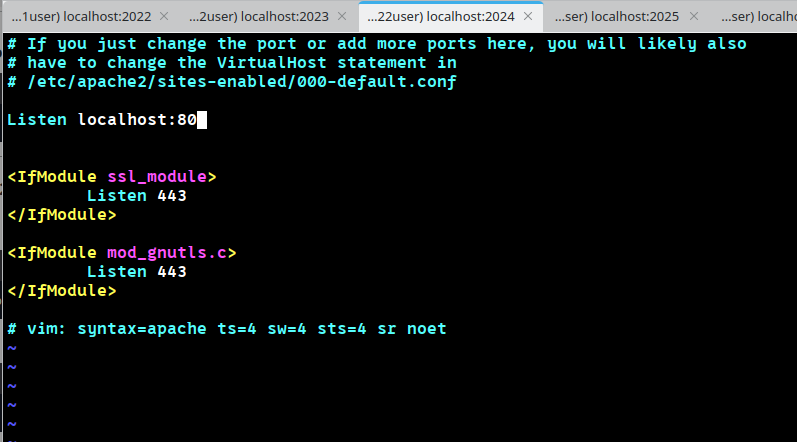 ...1user) localhost:2022 ...2user) localhost:2023 ...22user) localhost:2024 ...ser) localhost:2025 ...ser) localh
# If you just change the port or add more ports here, you will likely also
# have to change the VirtualHost statement in
# /etc/apache2/sites-enabled/000-default.conf
Listen localhost:80
<IfModule ssl_module>
Listen 443
</IfModule>
<IfModule mod_gnutls.c>
Listen 443
</IfModule>
# vim: syntax=apache ts=4 sw=4 sts=4 sr noet
~
~
~
~
~